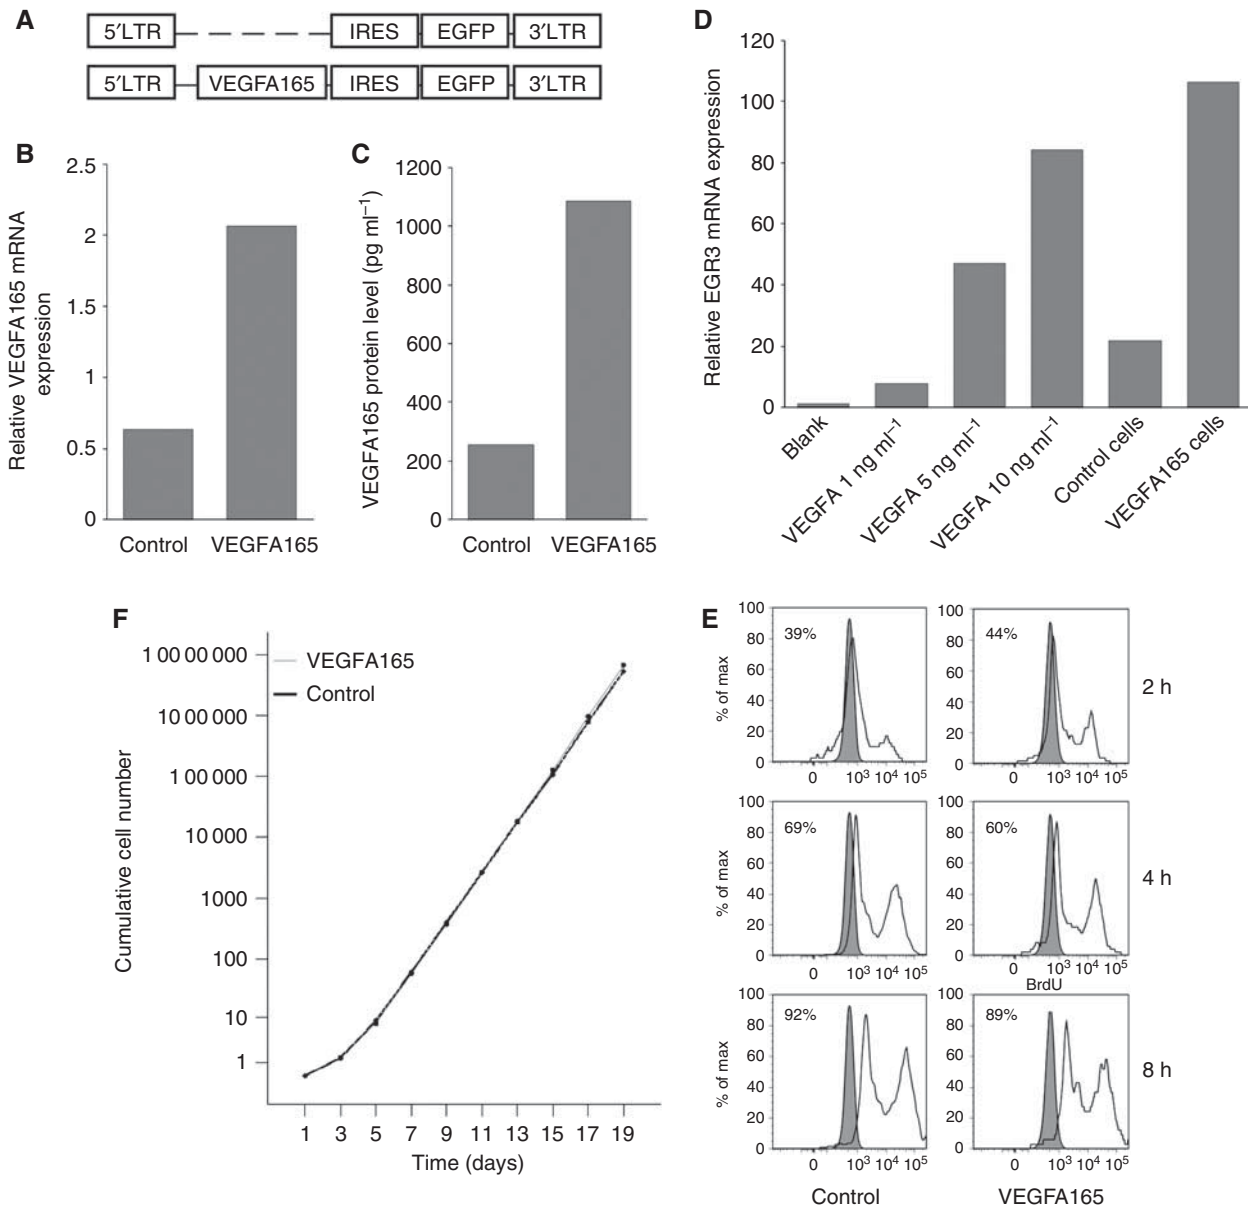 A
5′LTR IRES EGFP 3′LTR
5′LTR VEGFA165 IRES EGFP 3′LTR
B
Relative VEGFA165 mRNA
expression
2.5
2
1.5
1
0.5
0
Control VEGFA165
C
VEGFA165 protein level (pg ml−1)
1200
1000
800
600
400
200
0
Control VEGFA165
D
Relative EGR3 mRNA expression
120
100
80
60
40
20
0
Blank
VEGFA 1 ng ml−1
VEGFA 5 ng ml−1
VEGFA 10 ng ml−1
Control cells
VEGFA165 cells
F
Cumulative cell number
1 00 00 000
10 00 000
1 00 000
10 000
1000
100
10
1
VEGFA165
Control
1 3 5 7 9 11 13 15 17 19
Time (days)
E
% of max
100
80
60
40
20
0
39%
0 10³ 10⁴ 10⁵
100
80
60
40
20
0
44%
0 10³ 10⁴ 10⁵
2 h
% of max
100
80
60
40
20
0
69%
0 10³ 10⁴ 10⁵
100
80
60
40
20
0
60%
0 10³ 10⁴ 10⁵
4 h
BrdU
% of max
100
80
60
40
20
0
92%
0 10³ 10⁴ 10⁵
100
80
60
40
20
0
89%
0 10³ 10⁴ 10⁵
8 h
Control VEGFA165